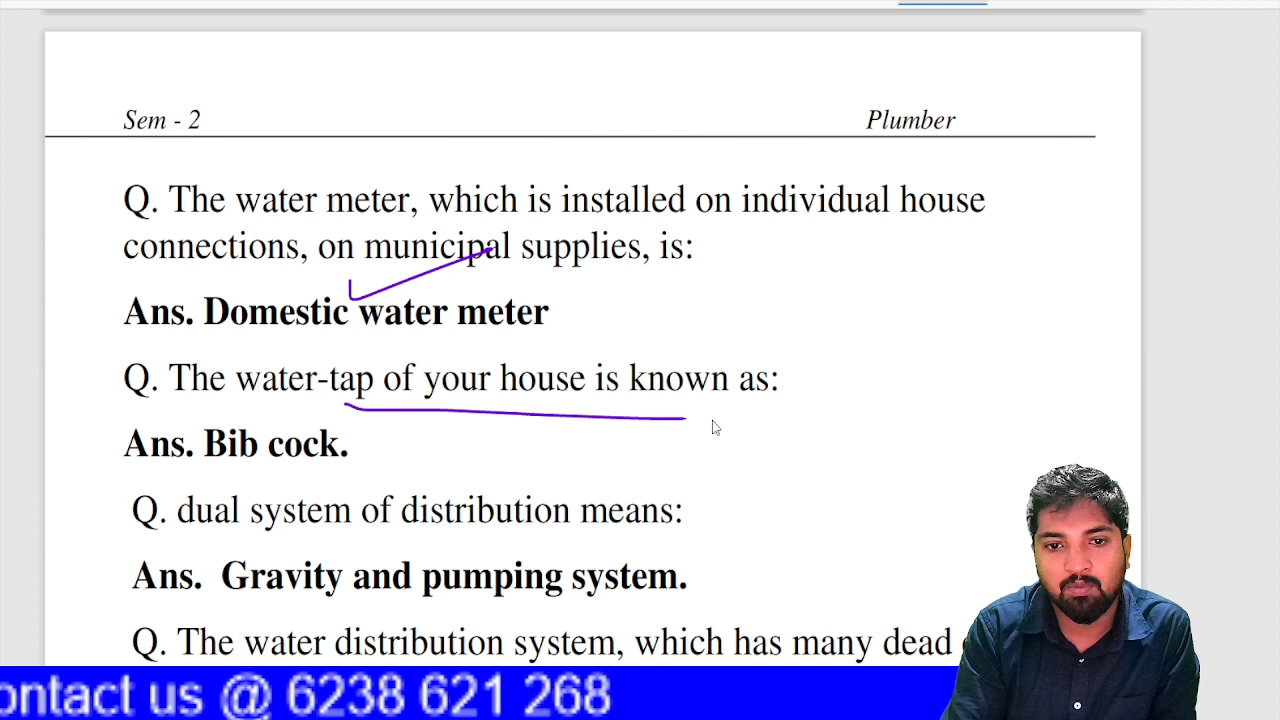 Sem - 2 Plumber
Q. The water meter, which is installed on individual house
connections, on municipal supplies, is:
Ans. Domestic water meter
Q. The water-tap of your house is known as:
Ans. Bib cock.
Q. dual system of distribution means:
Ans. Gravity and pumping system.
Q. The water distribution system, which has many dead
ontact us @ 6238 621 268